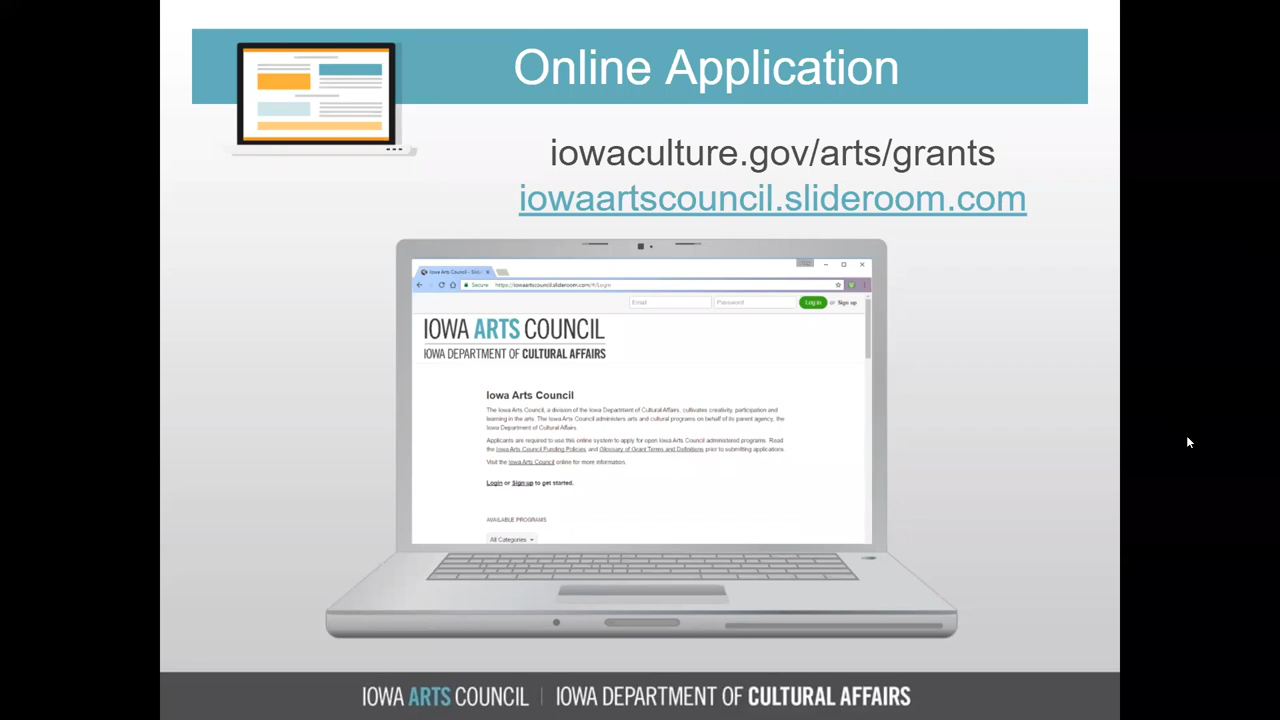 Online Application
iowaculture.gov/arts/grants
iowaartscouncil.slideroom.com
Iowa Arts Council - Slide
Secure https://iowaartscouncil.slideroom.com/#/Login
Email Password Log in or Sign up
IOWA ARTS COUNCIL
IOWA DEPARTMENT OF CULTURAL AFFAIRS
Iowa Arts Council
The Iowa Arts Council, a division of the Iowa Department of Cultural Affairs, cultivates creativity, participation and
learning in the arts. The Iowa Arts Council administers arts and cultural programs on behalf of its parent agency, the
Iowa Department of Cultural Affairs.
Applicants are required to use this online system to apply for open Iowa Arts Council administered programs. Read
the Iowa Arts Council Funding Policies and Glossary of Grant Terms and Definitions prior to submitting applications.
Visit the Iowa Arts Council online for more information.
Login or Sign up to get started.
AVAILABLE PROGRAMS
All Categories
IOWA ARTS COUNCIL | IOWA DEPARTMENT OF CULTURAL AFFAIRS